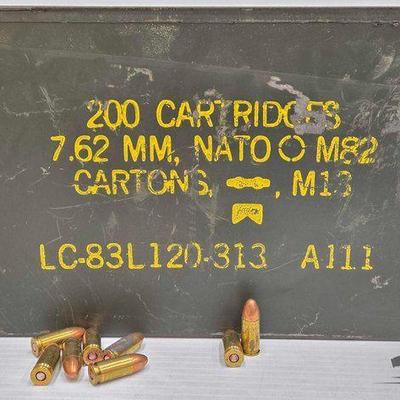 200 CARTRIDGES
7.62 MM, NATO M82
CARTONS, , M13
LC-83L120-313 A111